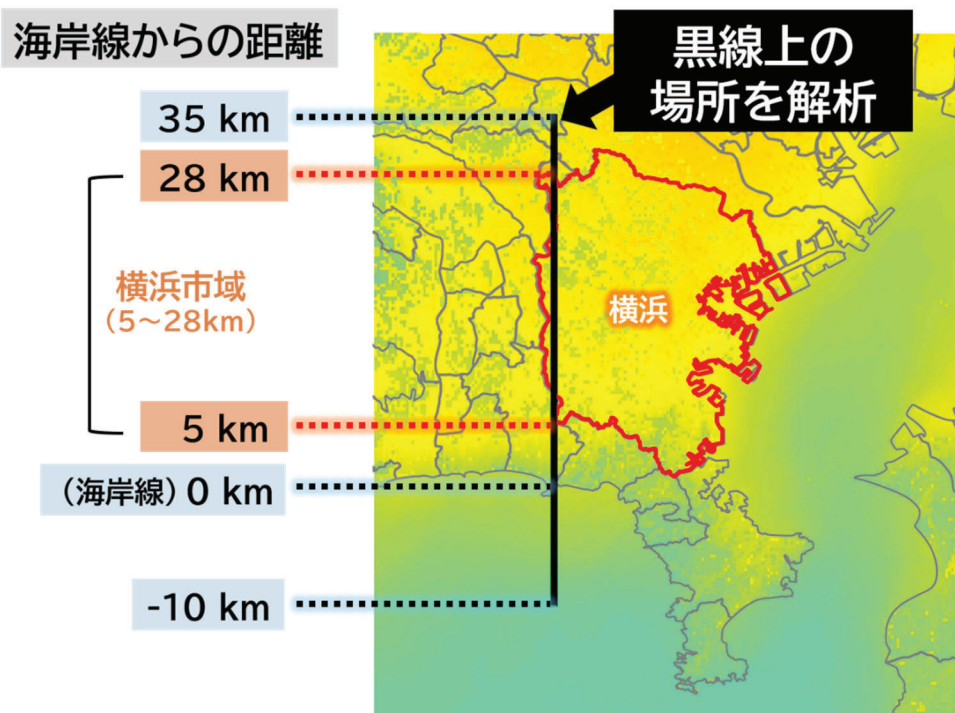 海岸線からの距離
黒線上の
場所を解析
35 km
28 km
横浜市域
(5～28km)
横浜
5 km
(海岸線) 0 km
-10 km